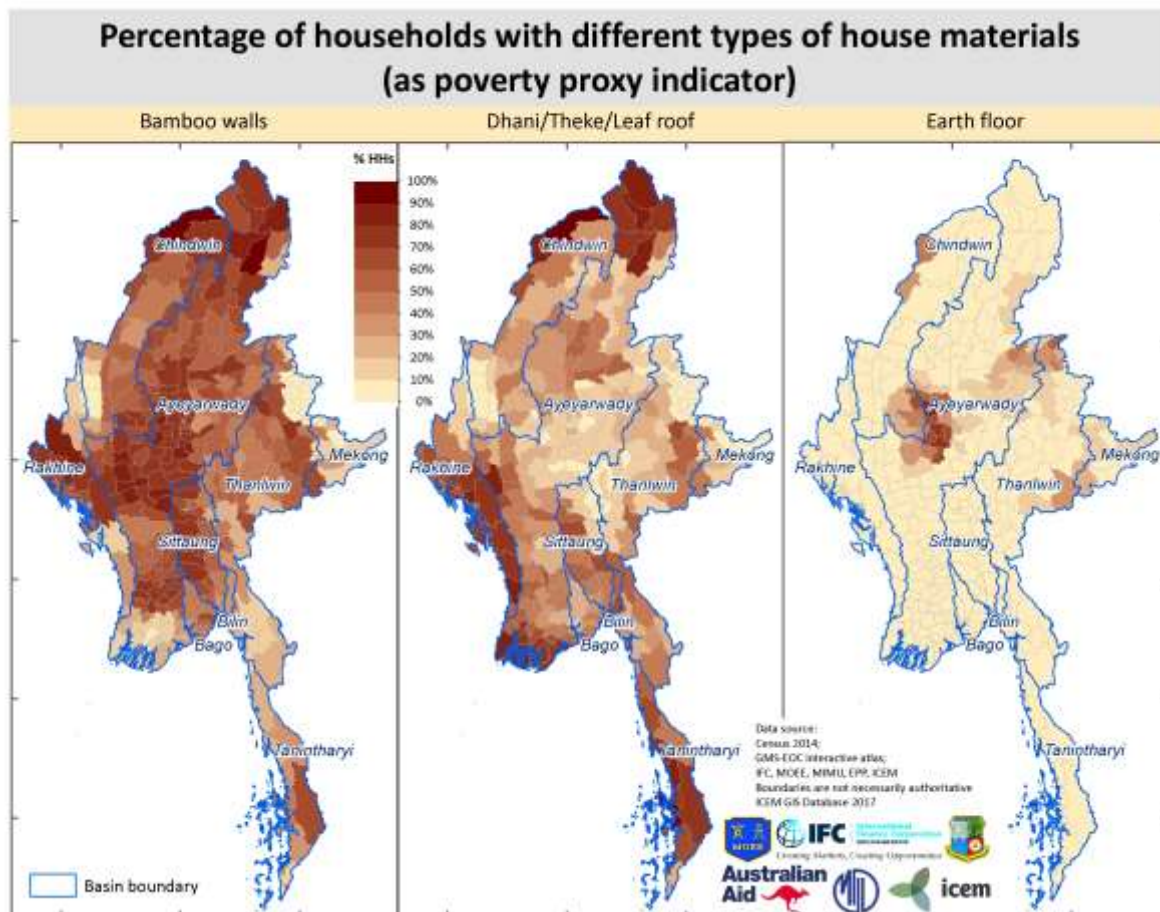 Percentage of households with different types of house materials
(as poverty proxy indicator)
Bamboo walls
Dhani/Theke/Leaf roof
Earth floor
% HHs
100%
90%
80%
70%
60%
50%
40%
30%
20%
10%
0%
Chindwin
Ayeyarwady
Rakhine
Mekong
Thanlwin
Sittaung
Bilin
Bago
Tanintharyi
Basin boundary
Chindwin
Ayeyarwady
Rakhine
Mekong
Thanlwin
Sittaung
Bilin
Bago
Tanintharyi
Chindwin
Ayeyarwady
Rakhine
Mekong
Thanlwin
Sittaung
Bilin
Bago
Tanintharyi
Data source:
Census 2014;
GMS-EOC interactive atlas;
IFC, MOEE, MIMU, EPP, ICEM
Boundaries are not necessarily authoritative
ICEM GIS Database 2017
MOEE
IFC
International
Finance Corporation
Creating Markets, Creating Opportunities
Australian
Aid
icem